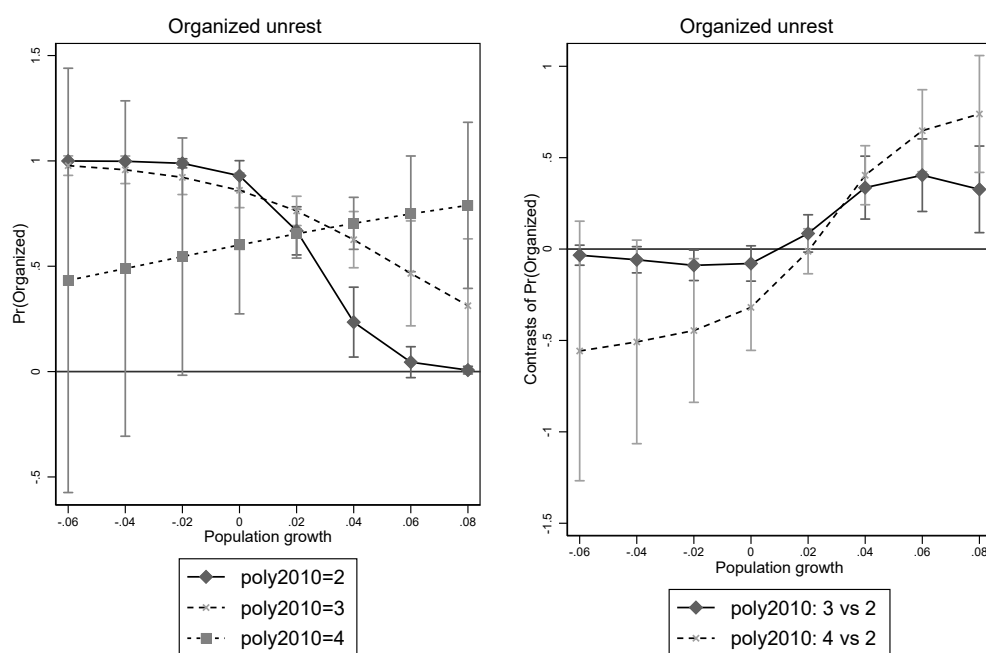 Organized unrest
1.5
1
.5
0
-.5
Pr(Organized)
-.06 -.04 -.02 0 .02 .04 .06 .08
Population growth
poly2010=2
poly2010=3
poly2010=4
Organized unrest
1
.5
0
-.5
-1
-1.5
Contrasts of Pr(Organized)
-.06 -.04 -.02 0 .02 .04 .06 .08
Population growth
poly2010: 3 vs 2
poly2010: 4 vs 2